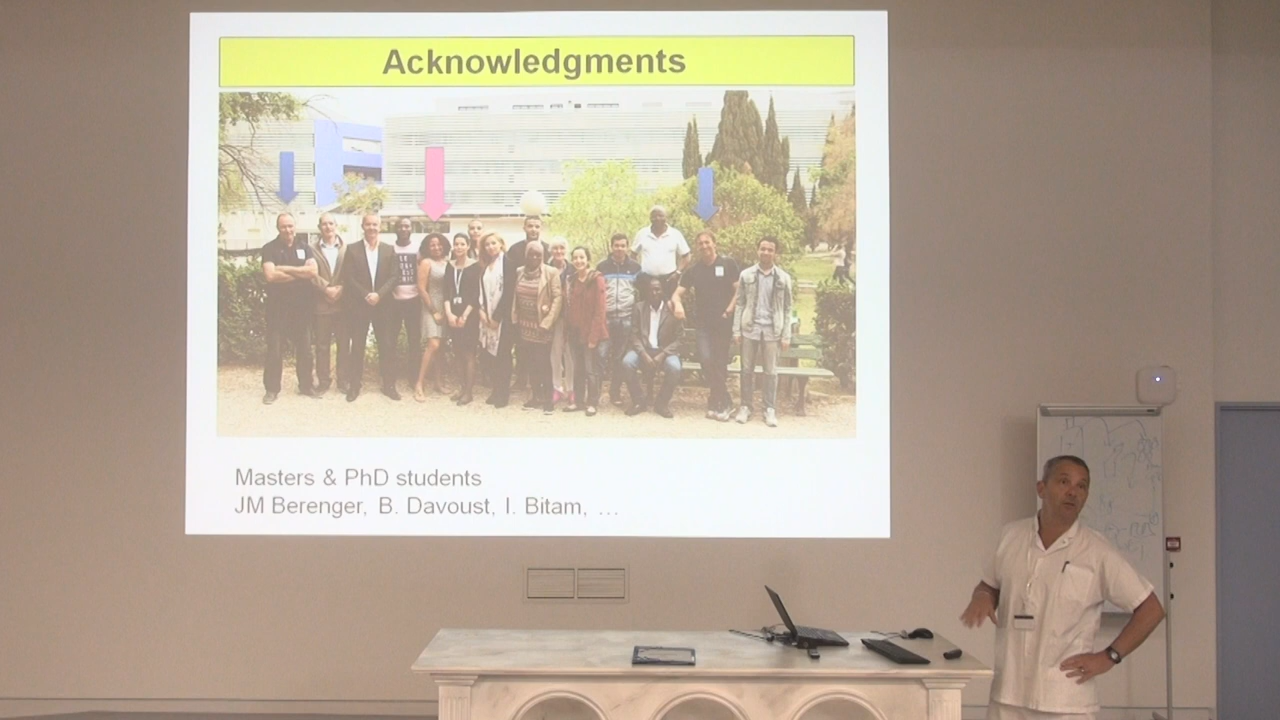 Acknowledgments
Masters & PhD students
JM Berenger, B. Davoust, I. Bitam, ...